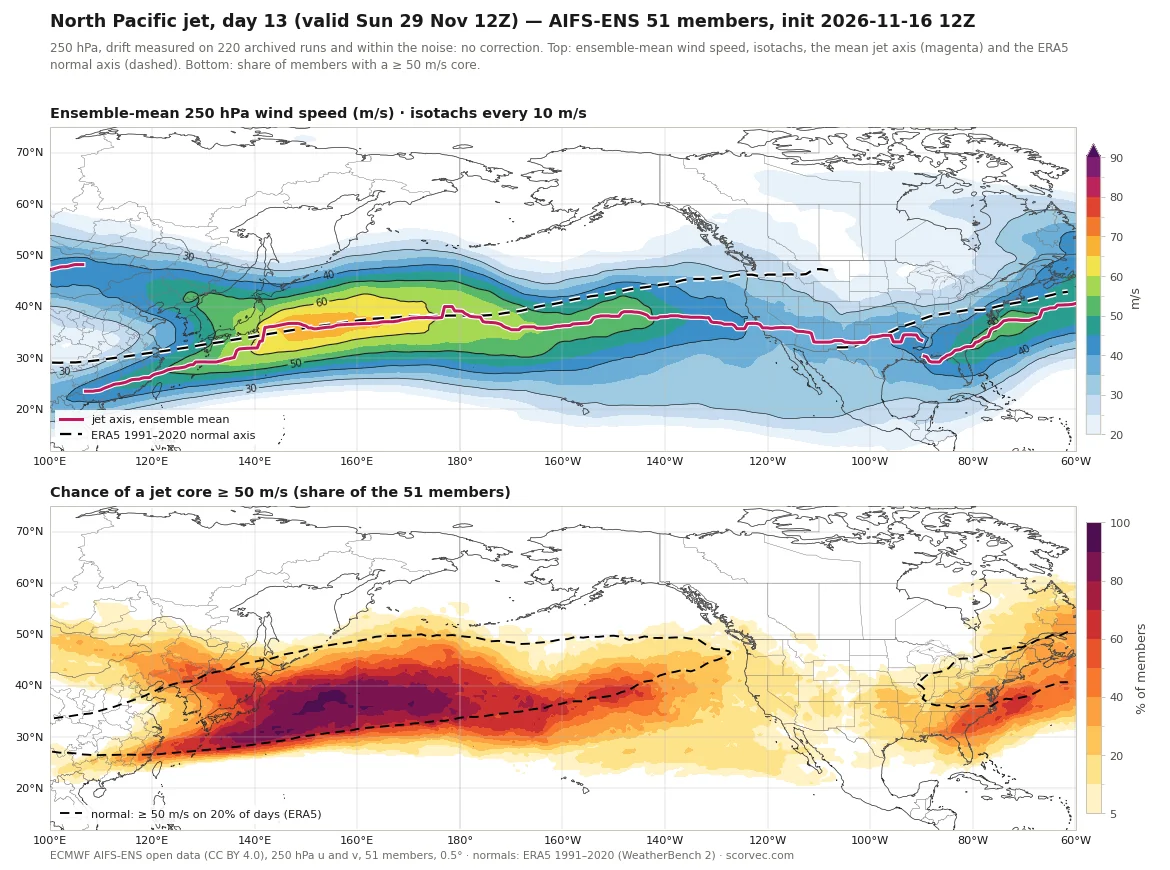 North Pacific jet, day 13 (valid Sun 29 Nov 12Z) — AIFS-ENS 51 members, init 2026-11-16 12Z
250 hPa, drift measured on 220 archived runs and within the noise: no correction. Top: ensemble-mean wind speed, isotachs, the mean jet axis (magenta) and the ERA5
normal axis (dashed). Bottom: share of members with a ≥ 50 m/s core.
Ensemble-mean 250 hPa wind speed (m/s) · isotachs every 10 m/s
70°N
60°N
50°N
40°N
30°N
20°N
30
40
60
50
30
30
40
90
80
70
60
50
40
30
20
m/s
jet axis, ensemble mean
ERA5 1991–2020 normal axis
100°E 120°E 140°E 160°E 180° 160°W 140°W 120°W 100°W 80°W 60°W
Chance of a jet core ≥ 50 m/s (share of the 51 members)
70°N
60°N
50°N
40°N
30°N
20°N
100
80
60
40
20
5
% of members
normal: ≥ 50 m/s on 20% of days (ERA5)
100°E 120°E 140°E 160°E 180° 160°W 140°W 120°W 100°W 80°W 60°W
ECMWF AIFS-ENS open data (CC BY 4.0), 250 hPa u and v, 51 members, 0.5° · normals: ERA5 1991–2020 (WeatherBench 2) · scorvec.com